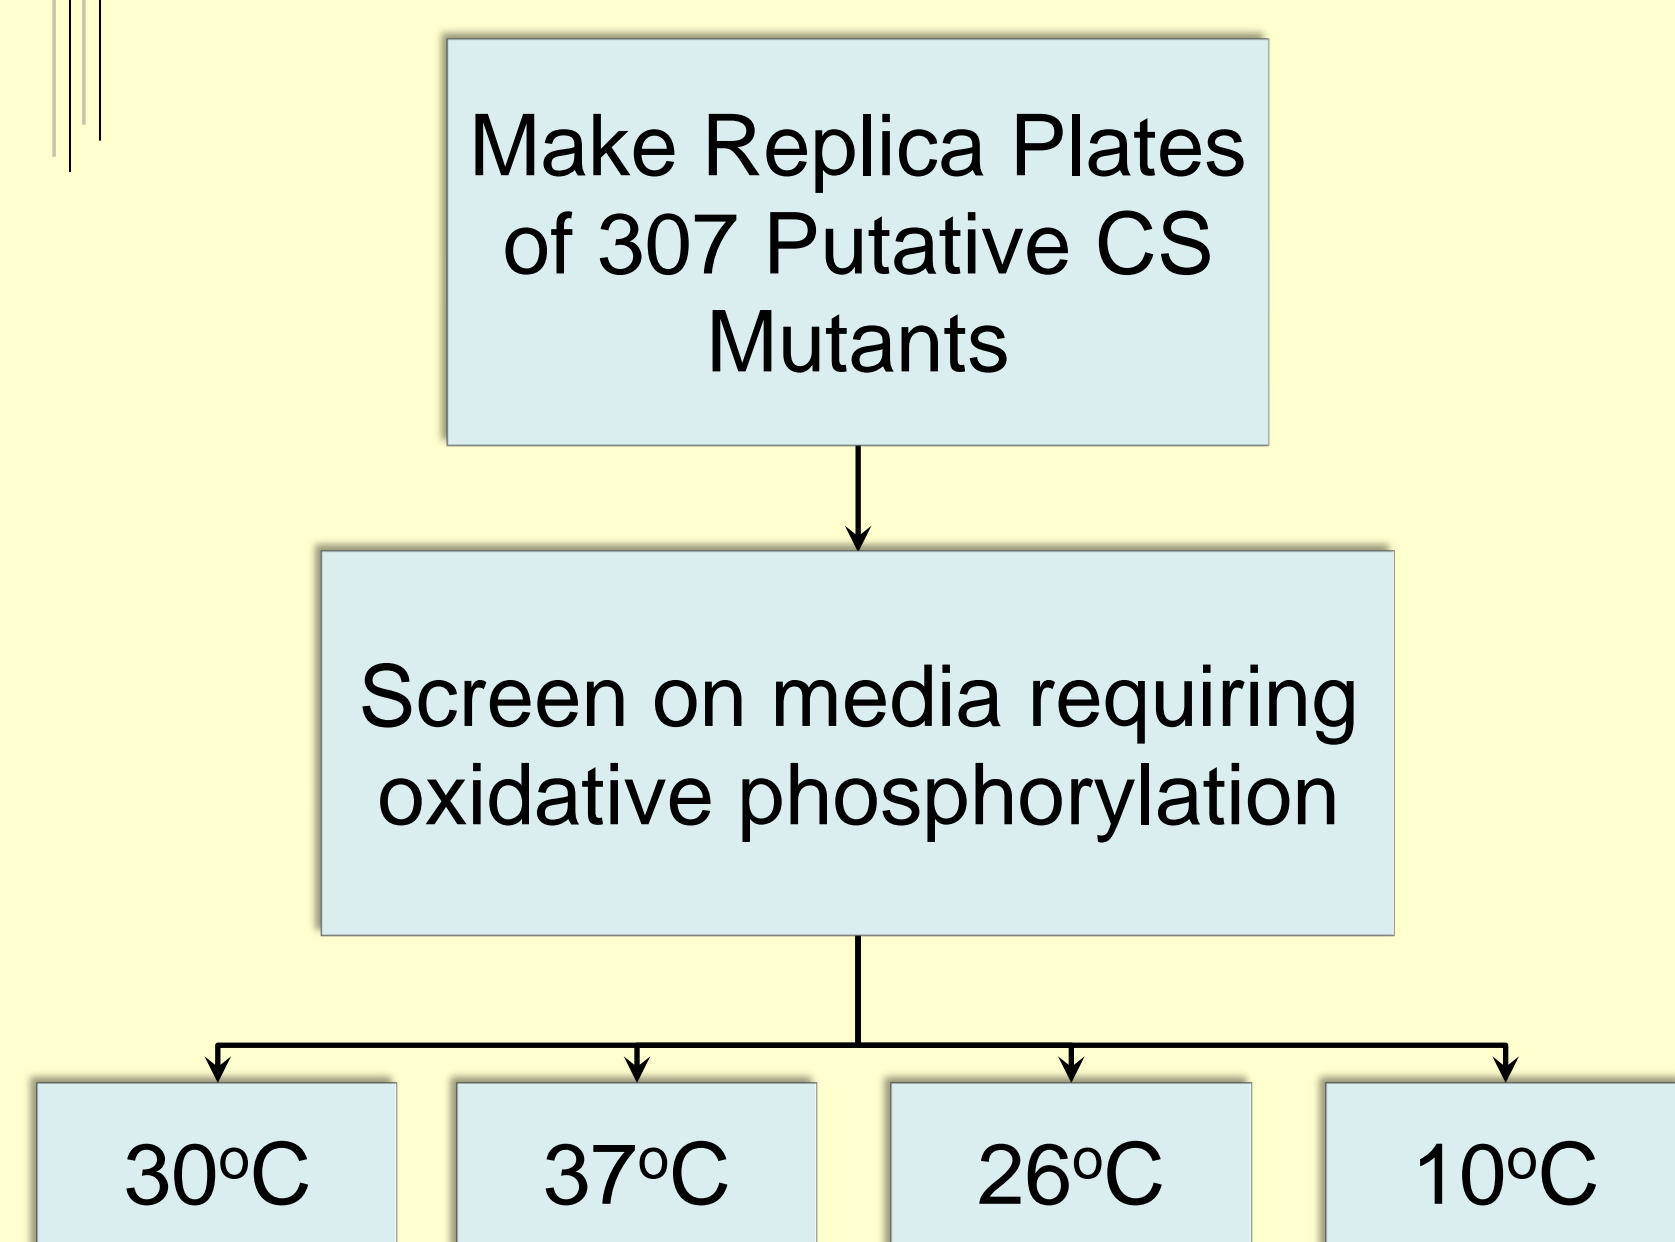 Make Replica Plates
of 307 Putative CS
Mutants
Screen on media requiring
oxidative phosphorylation
30ºC
37ºC
26ºC
10ºC